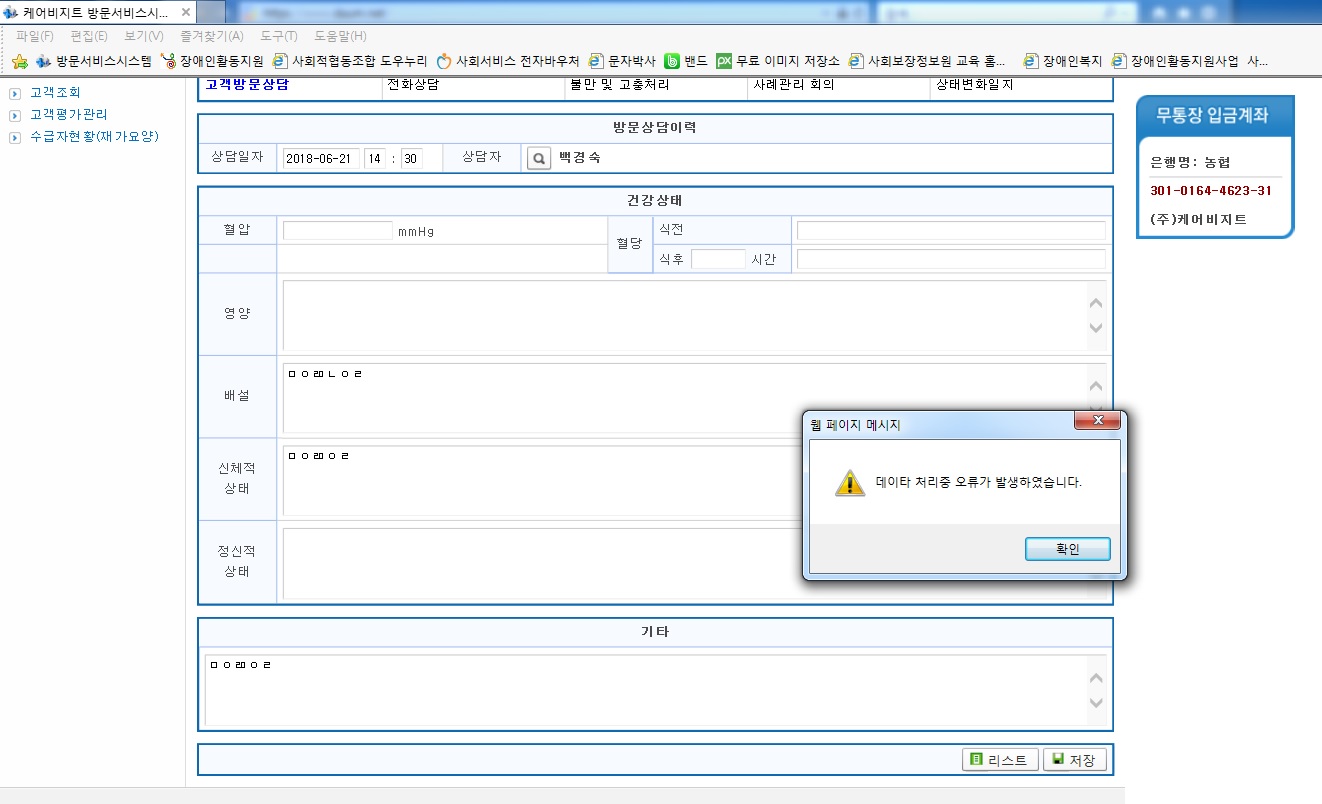 케어비지트 방문서비스시...
파일(F) 편집(E) 보기(V) 즐겨찾기(A) 도구(T) 도움말(H)
방문서비스시스템 장애인활동지원 사회적협동조합 도우누리 사회서비스 전자바우처 문자박사 밴드 무료 이미지 저장소 사회보장정보원 교육 홈... 장애인복지 장애인활동지원사업 사...
고객방문상담 전화상담 불만 및 고충처리 사례관리 회의 상태변화일지
고객조회
고객평가관리
수급자현황(재가요양)
방문상담이력
상담일자 2018-06-21 14 : 30 상담자 백경숙
건강상태
혈압 mmHg 혈당 식전
식후 시간
영양
배설 ㅁㅇㄻㄴㅇㄹ
신체적
상태
ㅁㅇㄻㅇㄹ
정신적
상태
기타
ㅁㅇㄻㅇㄹ
리스트 저장
웹 페이지 메시지
데이타 처리중 오류가 발생하였습니다.
확인
무통장 입금계좌
은행명: 농협
301-0164-4623-31
(주)케어비지트